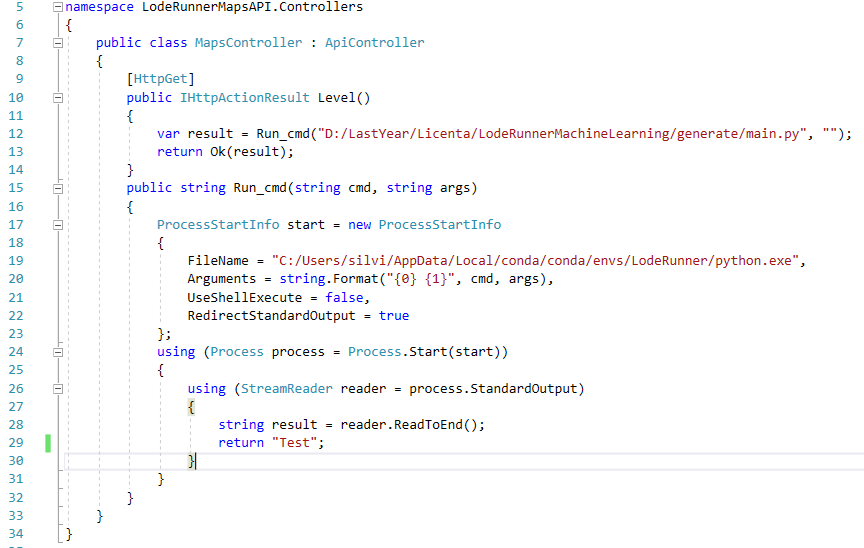 5 namespace LodeRunnerMapsAPI.Controllers
6 {
7     public class MapsController : ApiController
8     {
9         [HttpGet]
10         public IHttpActionResult Level()
11         {
12             var result = Run_cmd("D:/LastYear/Licenta/LodeRunnerMachineLearning/generate/main.py", "");
13             return Ok(result);
14         }
15         public string Run_cmd(string cmd, string args)
16         {
17             ProcessStartInfo start = new ProcessStartInfo
18             {
19                 FileName = "C:/Users/silvi/AppData/Local/conda/conda/envs/LodeRunner/python.exe",
20                 Arguments = string.Format("{0} {1}", cmd, args),
21                 UseShellExecute = false,
22                 RedirectStandardOutput = true
23             };
24             using (Process process = Process.Start(start))
25             {
26                 using (StreamReader reader = process.StandardOutput)
27                 {
28                     string result = reader.ReadToEnd();
29                     return "Test";
30                 }
31             }
32         }
33     }
34 }